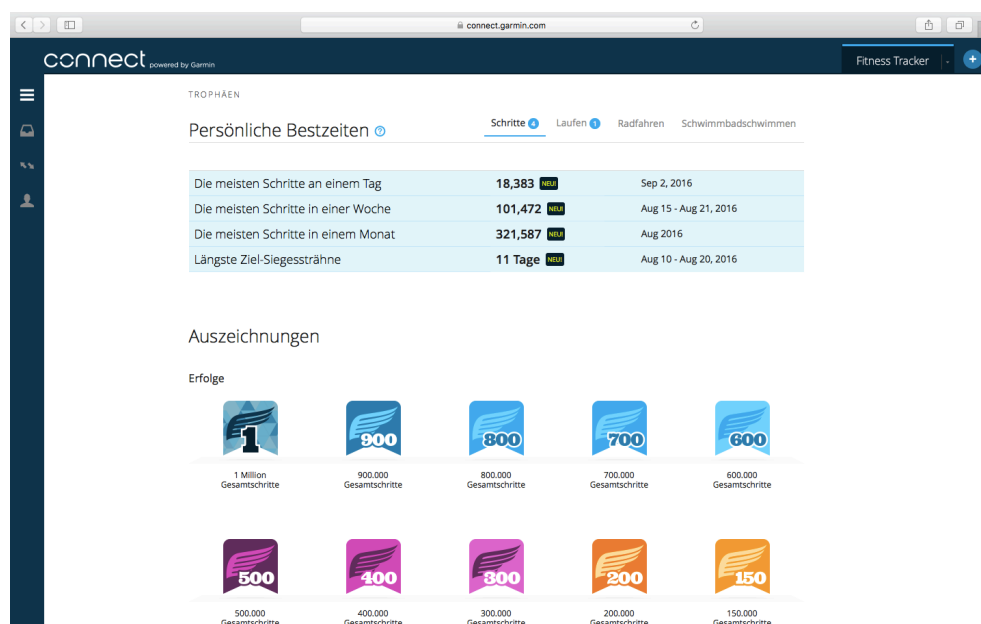 connect.garmin.com
connect powered by Garmin
Fitness Tracker
TROPHÄEN
Persönliche Bestzeiten ?
Schritte 4 Laufen 1 Radfahren Schwimmbadschwimmen
Die meisten Schritte an einem Tag 18,383 NEU! Sep 2, 2016
Die meisten Schritte in einer Woche 101,472 NEU! Aug 15 - Aug 21, 2016
Die meisten Schritte in einem Monat 321,587 NEU! Aug 2016
Längste Ziel-Siegessträhne 11 Tage NEU! Aug 10 - Aug 20, 2016
Auszeichnungen
Erfolge
1 900 800 700 600
1 Million 900.000 800.000 700.000 600.000
Gesamtschritte Gesamtschritte Gesamtschritte Gesamtschritte Gesamtschritte
500 400 300 200 150
500.000 400.000 300.000 200.000 150.000
Gesamtschritte Gesamtschritte Gesamtschritte Gesamtschritte Gesamtschritte